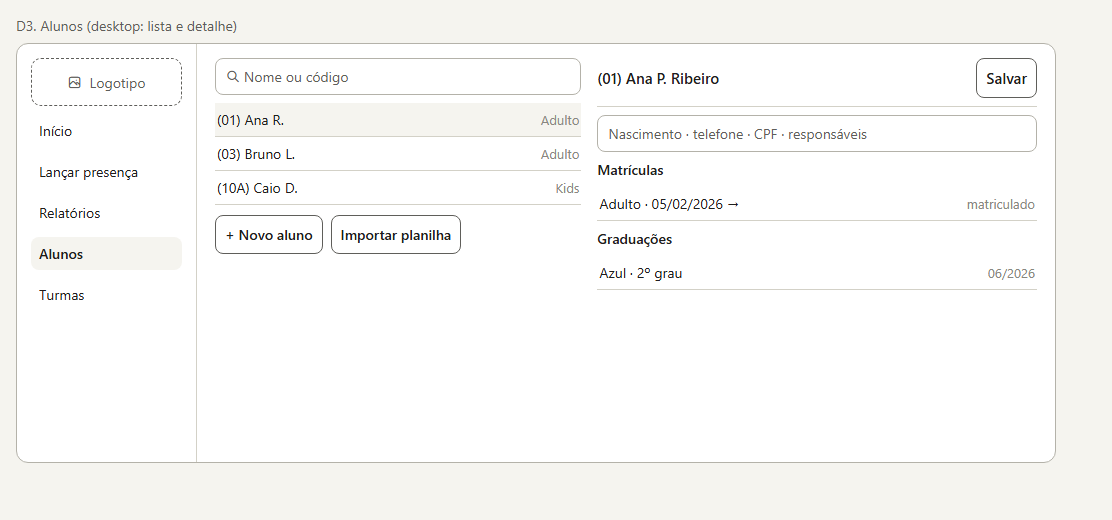 D3. Alunos (desktop: lista e detalhe)
Logotipo
Início
Lançar presença
Relatórios
Alunos
Turmas
Nome ou código
(01) Ana R. Adulto
(03) Bruno L. Adulto
(10A) Caio D. Kids
+ Novo aluno
Importar planilha
(01) Ana P. Ribeiro
Salvar
Nascimento · telefone · CPF · responsáveis
Matrículas
Adulto · 05/02/2026 → matriculado
Graduações
Azul · 2º grau 06/2026